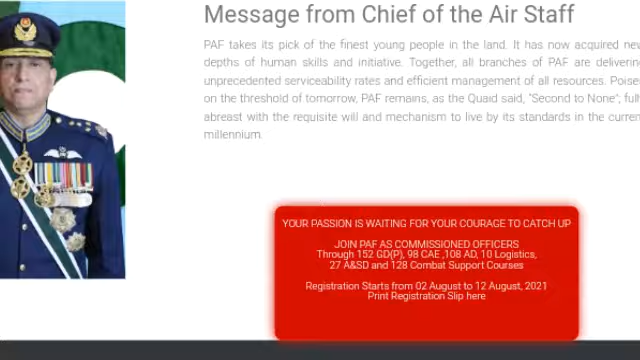 Message from Chief of the Air Staff
PAF takes its pick of the finest young people in the land. It has now acquired new
depths of human skills and initiative. Together, all branches of PAF are delivering
unprecedented serviceability rates and efficient management of all resources. Poised
on the threshold of tomorrow, PAF remains, as the Quaid said, "Second to None"; fully
abreast with the requisite will and mechanism to live by its standards in the current
millennium.
YOUR PASSION IS WAITING FOR YOUR COURAGE TO CATCH UP
JOIN PAF AS COMMISSIONED OFFICERS
Through 152 GD(P), 98 CAE ,108 AD, 10 Logistics,
27 A&SD and 128 Combat Support Courses
Registration Starts from 02 August to 12 August, 2021
Print Registration Slip here